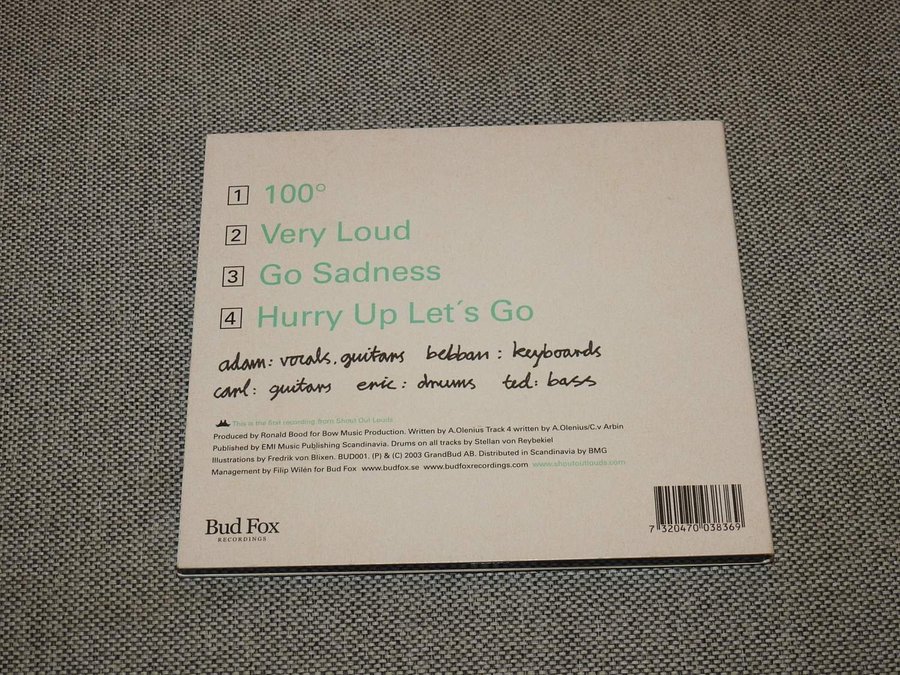 1 100°
2 Very Loud
3 Go Sadness
4 Hurry Up Let´s Go
adam: vocals, guitars bebban: keyboards
carl: guitars eric: drums ted: bass
This is the first recording from Shout Out Louds
Produced by Ronald Bood for Bow Music Production. Written by A.Olenius Track 4 written by A.Olenius/C.v Arbin
Published by EMI Music Publishing Scandinavia. Drums on all tracks by Stellan von Reybekiel
Illustrations by Fredrik von Blixen. BUD001. (P) & (C) 2003 GrandBud AB. Distributed in Scandinavia by BMG
Management by Filip Wilén for Bud Fox www.budfox.se www.budfoxrecordings.com www.shoutoutlouds.com
Bud Fox
RECORDINGS
7 320470 038369